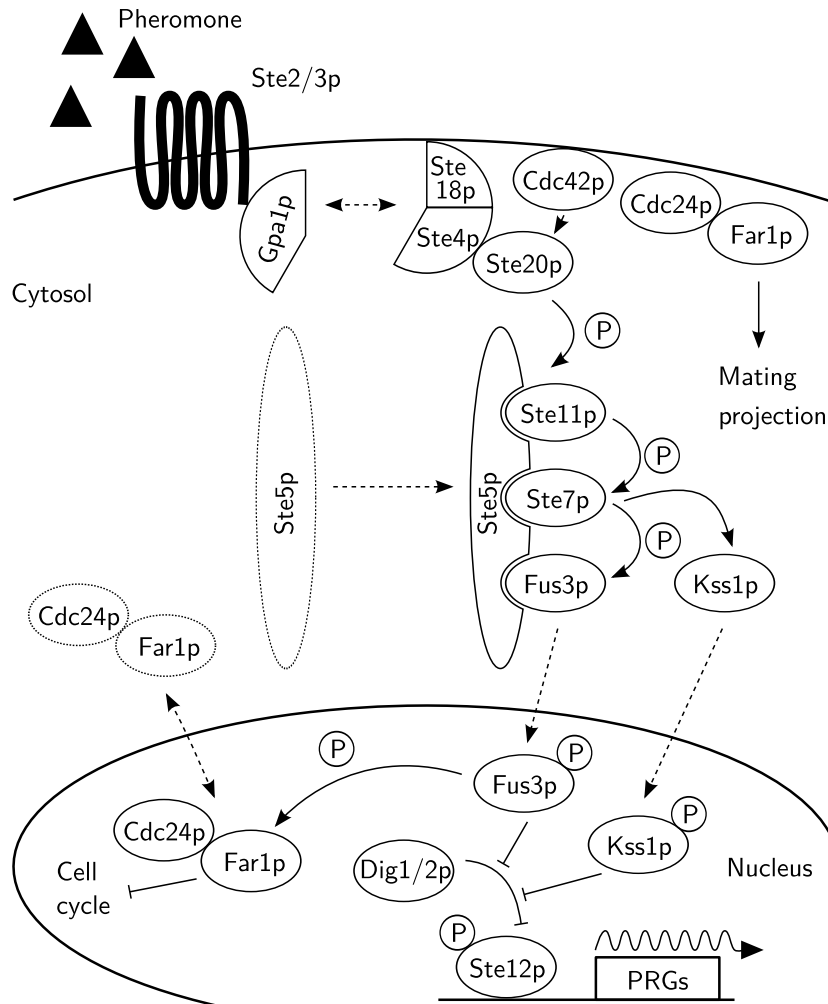 Pheromone
Ste2/3p
Ste
18p
Cdc42p
Cdc24p
Gpa1p
Ste4p
Far1p
Ste20p
Cytosol
P
Mating
projection
Ste11p
P
Ste5p
Ste5p
Ste7p
P
Fus3p
Kss1p
Cdc24p
Far1p
P
P
Fus3p
P
Cdc24p
Kss1p
Far1p
Dig1/2p
Nucleus
Cell
cycle
P
Ste12p
PRGs